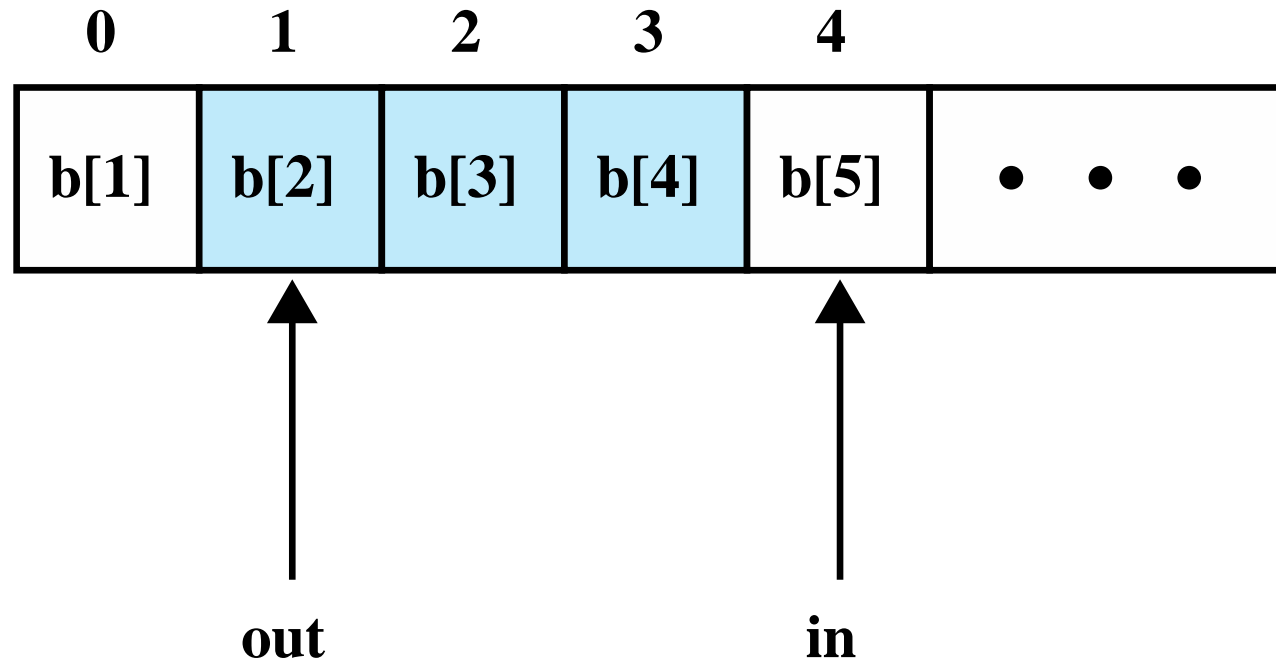 0 1 2 3 4
b[1] b[2] b[3] b[4] b[5] • • •
out in